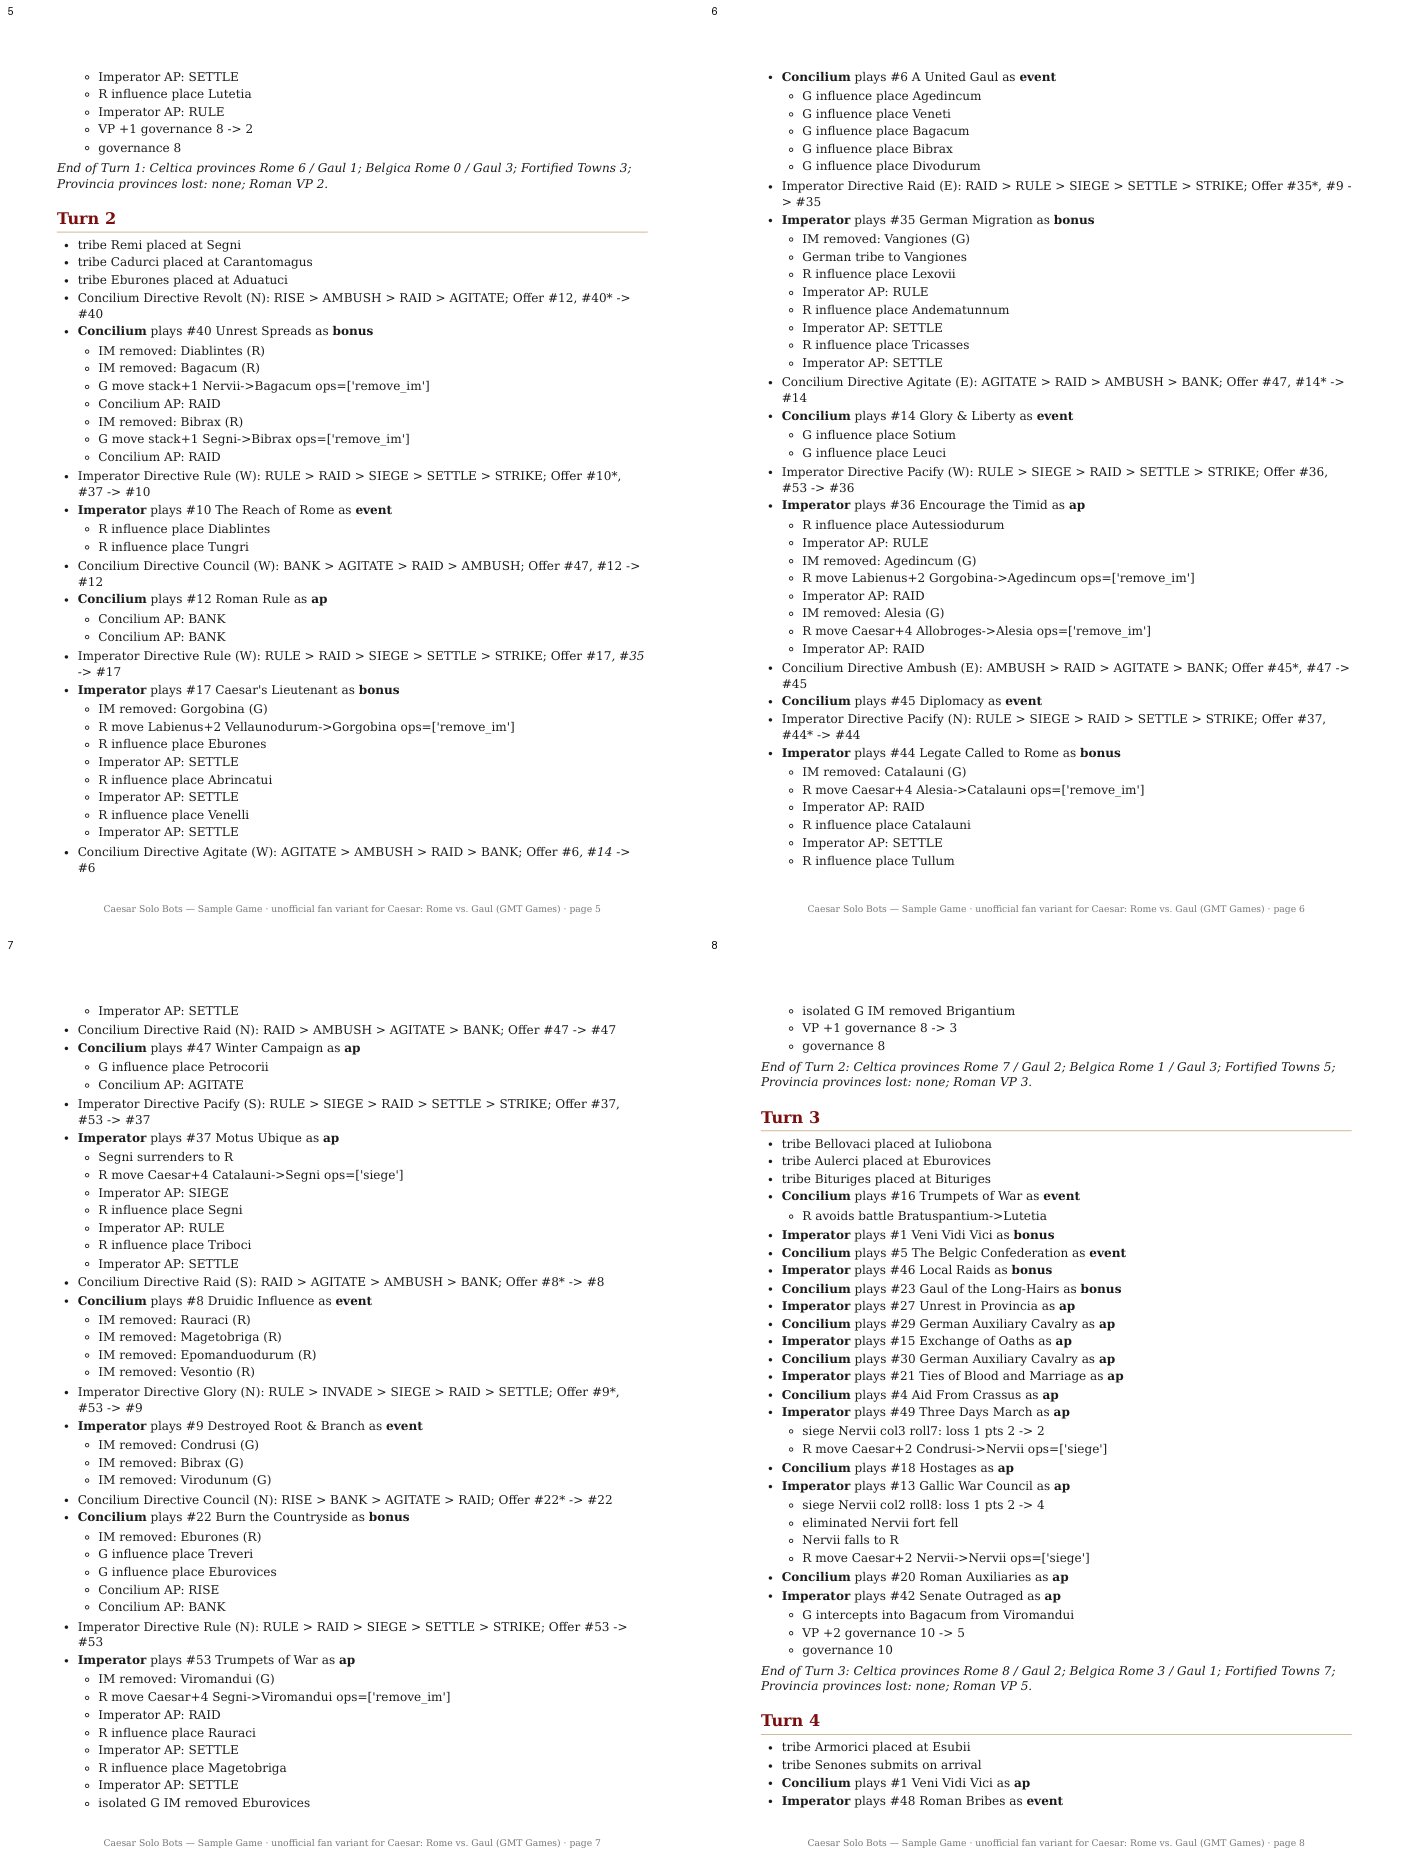 5
◦ Imperator AP: SETTLE
◦ R influence place Lutetia
◦ Imperator AP: RULE
◦ VP +1 governance 8 -> 2
◦ governance 8
End of Turn 1: Celtica provinces Rome 6 / Gaul 1; Belgica Rome 0 / Gaul 3; Fortified Towns 3;
Provincia provinces lost: none; Roman VP 2.
Turn 2
• tribe Remi placed at Segni
• tribe Cadurci placed at Carantomagus
• tribe Eburones placed at Aduatuci
• Concilium Directive Revolt (N): RISE > AMBUSH > RAID > AGITATE; Offer #12, #40* ->
#40
• Concilium plays #40 Unrest Spreads as bonus
◦ IM removed: Diablintes (R)
◦ IM removed: Bagacum (R)
◦ G move stack+1 Nervii->Bagacum ops=['remove_im']
◦ Concilium AP: RAID
◦ IM removed: Bibrax (R)
◦ G move stack+1 Segni->Bibrax ops=['remove_im']
◦ Concilium AP: RAID
• Imperator Directive Rule (W): RULE > RAID > SIEGE > SETTLE > STRIKE; Offer #10*,
#37 -> #10
• Imperator plays #10 The Reach of Rome as event
◦ R influence place Diablintes
◦ R influence place Tungri
• Concilium Directive Council (W): BANK > AGITATE > RAID > AMBUSH; Offer #47, #12 ->
#12
• Concilium plays #12 Roman Rule as ap
◦ Concilium AP: BANK
◦ Concilium AP: BANK
• Imperator Directive Rule (W): RULE > RAID > SIEGE > SETTLE > STRIKE; Offer #17, #35
-> #17
• Imperator plays #17 Caesar's Lieutenant as bonus
◦ IM removed: Gorgobina (G)
◦ R move Labienus+2 Vellaunodurum->Gorgobina ops=['remove_im']
◦ R influence place Eburones
◦ Imperator AP: SETTLE
◦ R influence place Abrincatui
◦ Imperator AP: SETTLE
◦ R influence place Venelli
◦ Imperator AP: SETTLE
• Concilium Directive Agitate (W): AGITATE > AMBUSH > RAID > BANK; Offer #6, #14 ->
#6
Caesar Solo Bots — Sample Game · unofficial fan variant for Caesar: Rome vs. Gaul (GMT Games) · page 5
6
• Concilium plays #6 A United Gaul as event
◦ G influence place Agedincum
◦ G influence place Veneti
◦ G influence place Bagacum
◦ G influence place Bibrax
◦ G influence place Divodurum
• Imperator Directive Raid (E): RAID > RULE > SIEGE > SETTLE > STRIKE; Offer #35*, #9 -
> #35
• Imperator plays #35 German Migration as bonus
◦ IM removed: Vangiones (G)
◦ German tribe to Vangiones
◦ R influence place Lexovii
◦ Imperator AP: RULE
◦ R influence place Andematunnum
◦ Imperator AP: SETTLE
◦ R influence place Tricasses
◦ Imperator AP: SETTLE
• Concilium Directive Agitate (E): AGITATE > RAID > AMBUSH > BANK; Offer #47, #14* ->
#14
• Concilium plays #14 Glory & Liberty as event
◦ G influence place Sotium
◦ G influence place Leuci
• Imperator Directive Pacify (W): RULE > SIEGE > RAID > SETTLE > STRIKE; Offer #36,
#53 -> #36
• Imperator plays #36 Encourage the Timid as ap
◦ R influence place Autessiodurum
◦ Imperator AP: RULE
◦ IM removed: Agedincum (G)
◦ R move Labienus+2 Gorgobina->Agedincum ops=['remove_im']
◦ Imperator AP: RAID
◦ IM removed: Alesia (G)
◦ R move Caesar+4 Allobroges->Alesia ops=['remove_im']
◦ Imperator AP: RAID
• Concilium Directive Ambush (E): AMBUSH > RAID > AGITATE > BANK; Offer #45*, #47 ->
#45
• Concilium plays #45 Diplomacy as event
• Imperator Directive Pacify (N): RULE > SIEGE > RAID > SETTLE > STRIKE; Offer #37,
#44* -> #44
• Imperator plays #44 Legate Called to Rome as bonus
◦ IM removed: Catalauni (G)
◦ R move Caesar+4 Alesia->Catalauni ops=['remove_im']
◦ Imperator AP: RAID
◦ R influence place Catalauni
◦ Imperator AP: SETTLE
◦ R influence place Tullum
Caesar Solo Bots — Sample Game · unofficial fan variant for Caesar: Rome vs. Gaul (GMT Games) · page 6
7
◦ Imperator AP: SETTLE
• Concilium Directive Raid (N): RAID > AMBUSH > AGITATE > BANK; Offer #47 -> #47
• Concilium plays #47 Winter Campaign as ap
◦ G influence place Petrocorii
◦ Concilium AP: AGITATE
• Imperator Directive Pacify (S): RULE > SIEGE > RAID > SETTLE > STRIKE; Offer #37,
#53 -> #37
• Imperator plays #37 Motus Ubique as ap
◦ Segni surrenders to R
◦ R move Caesar+4 Catalauni->Segni ops=['siege']
◦ Imperator AP: SIEGE
◦ R influence place Segni
◦ Imperator AP: RULE
◦ R influence place Triboci
◦ Imperator AP: SETTLE
• Concilium Directive Raid (S): RAID > AGITATE > AMBUSH > BANK; Offer #8* -> #8
• Concilium plays #8 Druidic Influence as event
◦ IM removed: Rauraci (R)
◦ IM removed: Magetobriga (R)
◦ IM removed: Epomanduodurum (R)
◦ IM removed: Vesontio (R)
• Imperator Directive Glory (N): RULE > INVADE > SIEGE > RAID > SETTLE; Offer #9*,
#53 -> #9
• Imperator plays #9 Destroyed Root & Branch as event
◦ IM removed: Condrusi (G)
◦ IM removed: Bibrax (G)
◦ IM removed: Virodunum (G)
• Concilium Directive Council (N): RISE > BANK > AGITATE > RAID; Offer #22* -> #22
• Concilium plays #22 Burn the Countryside as bonus
◦ IM removed: Eburones (R)
◦ G influence place Treveri
◦ G influence place Eburovices
◦ Concilium AP: RISE
◦ Concilium AP: BANK
• Imperator Directive Rule (N): RULE > RAID > SIEGE > SETTLE > STRIKE; Offer #53 ->
#53
• Imperator plays #53 Trumpets of War as ap
◦ IM removed: Viromandui (G)
◦ R move Caesar+4 Segni->Viromandui ops=['remove_im']
◦ Imperator AP: RAID
◦ R influence place Rauraci
◦ Imperator AP: SETTLE
◦ R influence place Magetobriga
◦ Imperator AP: SETTLE
◦ isolated G IM removed Eburovices
Caesar Solo Bots — Sample Game · unofficial fan variant for Caesar: Rome vs. Gaul (GMT Games) · page 7
8
◦ isolated G IM removed Brigantium
◦ VP +1 governance 8 -> 3
◦ governance 8
End of Turn 2: Celtica provinces Rome 7 / Gaul 2; Belgica Rome 1 / Gaul 3; Fortified Towns 5;
Provincia provinces lost: none; Roman VP 3.
Turn 3
• tribe Bellovaci placed at Iuliobona
• tribe Aulerci placed at Eburovices
• tribe Bituriges placed at Bituriges
• Concilium plays #16 Trumpets of War as event
◦ R avoids battle Bratuspantium->Lutetia
• Imperator plays #1 Veni Vidi Vici as bonus
• Concilium plays #5 The Belgic Confederation as event
• Imperator plays #46 Local Raids as bonus
• Concilium plays #23 Gaul of the Long-Hairs as bonus
• Imperator plays #27 Unrest in Provincia as ap
• Concilium plays #29 German Auxiliary Cavalry as ap
• Imperator plays #15 Exchange of Oaths as ap
• Concilium plays #30 German Auxiliary Cavalry as ap
• Imperator plays #21 Ties of Blood and Marriage as ap
• Concilium plays #4 Aid From Crassus as ap
• Imperator plays #49 Three Days March as ap
◦ siege Nervii col3 roll7: loss 1 pts 2 -> 2
◦ R move Caesar+2 Condrusi->Nervii ops=['siege']
• Concilium plays #18 Hostages as ap
• Imperator plays #13 Gallic War Council as ap
◦ siege Nervii col2 roll8: loss 1 pts 2 -> 4
◦ eliminated Nervii fort fell
◦ Nervii falls to R
◦ R move Caesar+2 Nervii->Nervii ops=['siege']
• Concilium plays #20 Roman Auxiliaries as ap
• Imperator plays #42 Senate Outraged as ap
◦ G intercepts into Bagacum from Viromandui
◦ VP +2 governance 10 -> 5
◦ governance 10
End of Turn 3: Celtica provinces Rome 8 / Gaul 2; Belgica Rome 3 / Gaul 1; Fortified Towns 7;
Provincia provinces lost: none; Roman VP 5.
Turn 4
• tribe Armorici placed at Esubii
• tribe Senones submits on arrival
• Concilium plays #1 Veni Vidi Vici as ap
• Imperator plays #48 Roman Bribes as event
Caesar Solo Bots — Sample Game · unofficial fan variant for Caesar: Rome vs. Gaul (GMT Games) · page 8